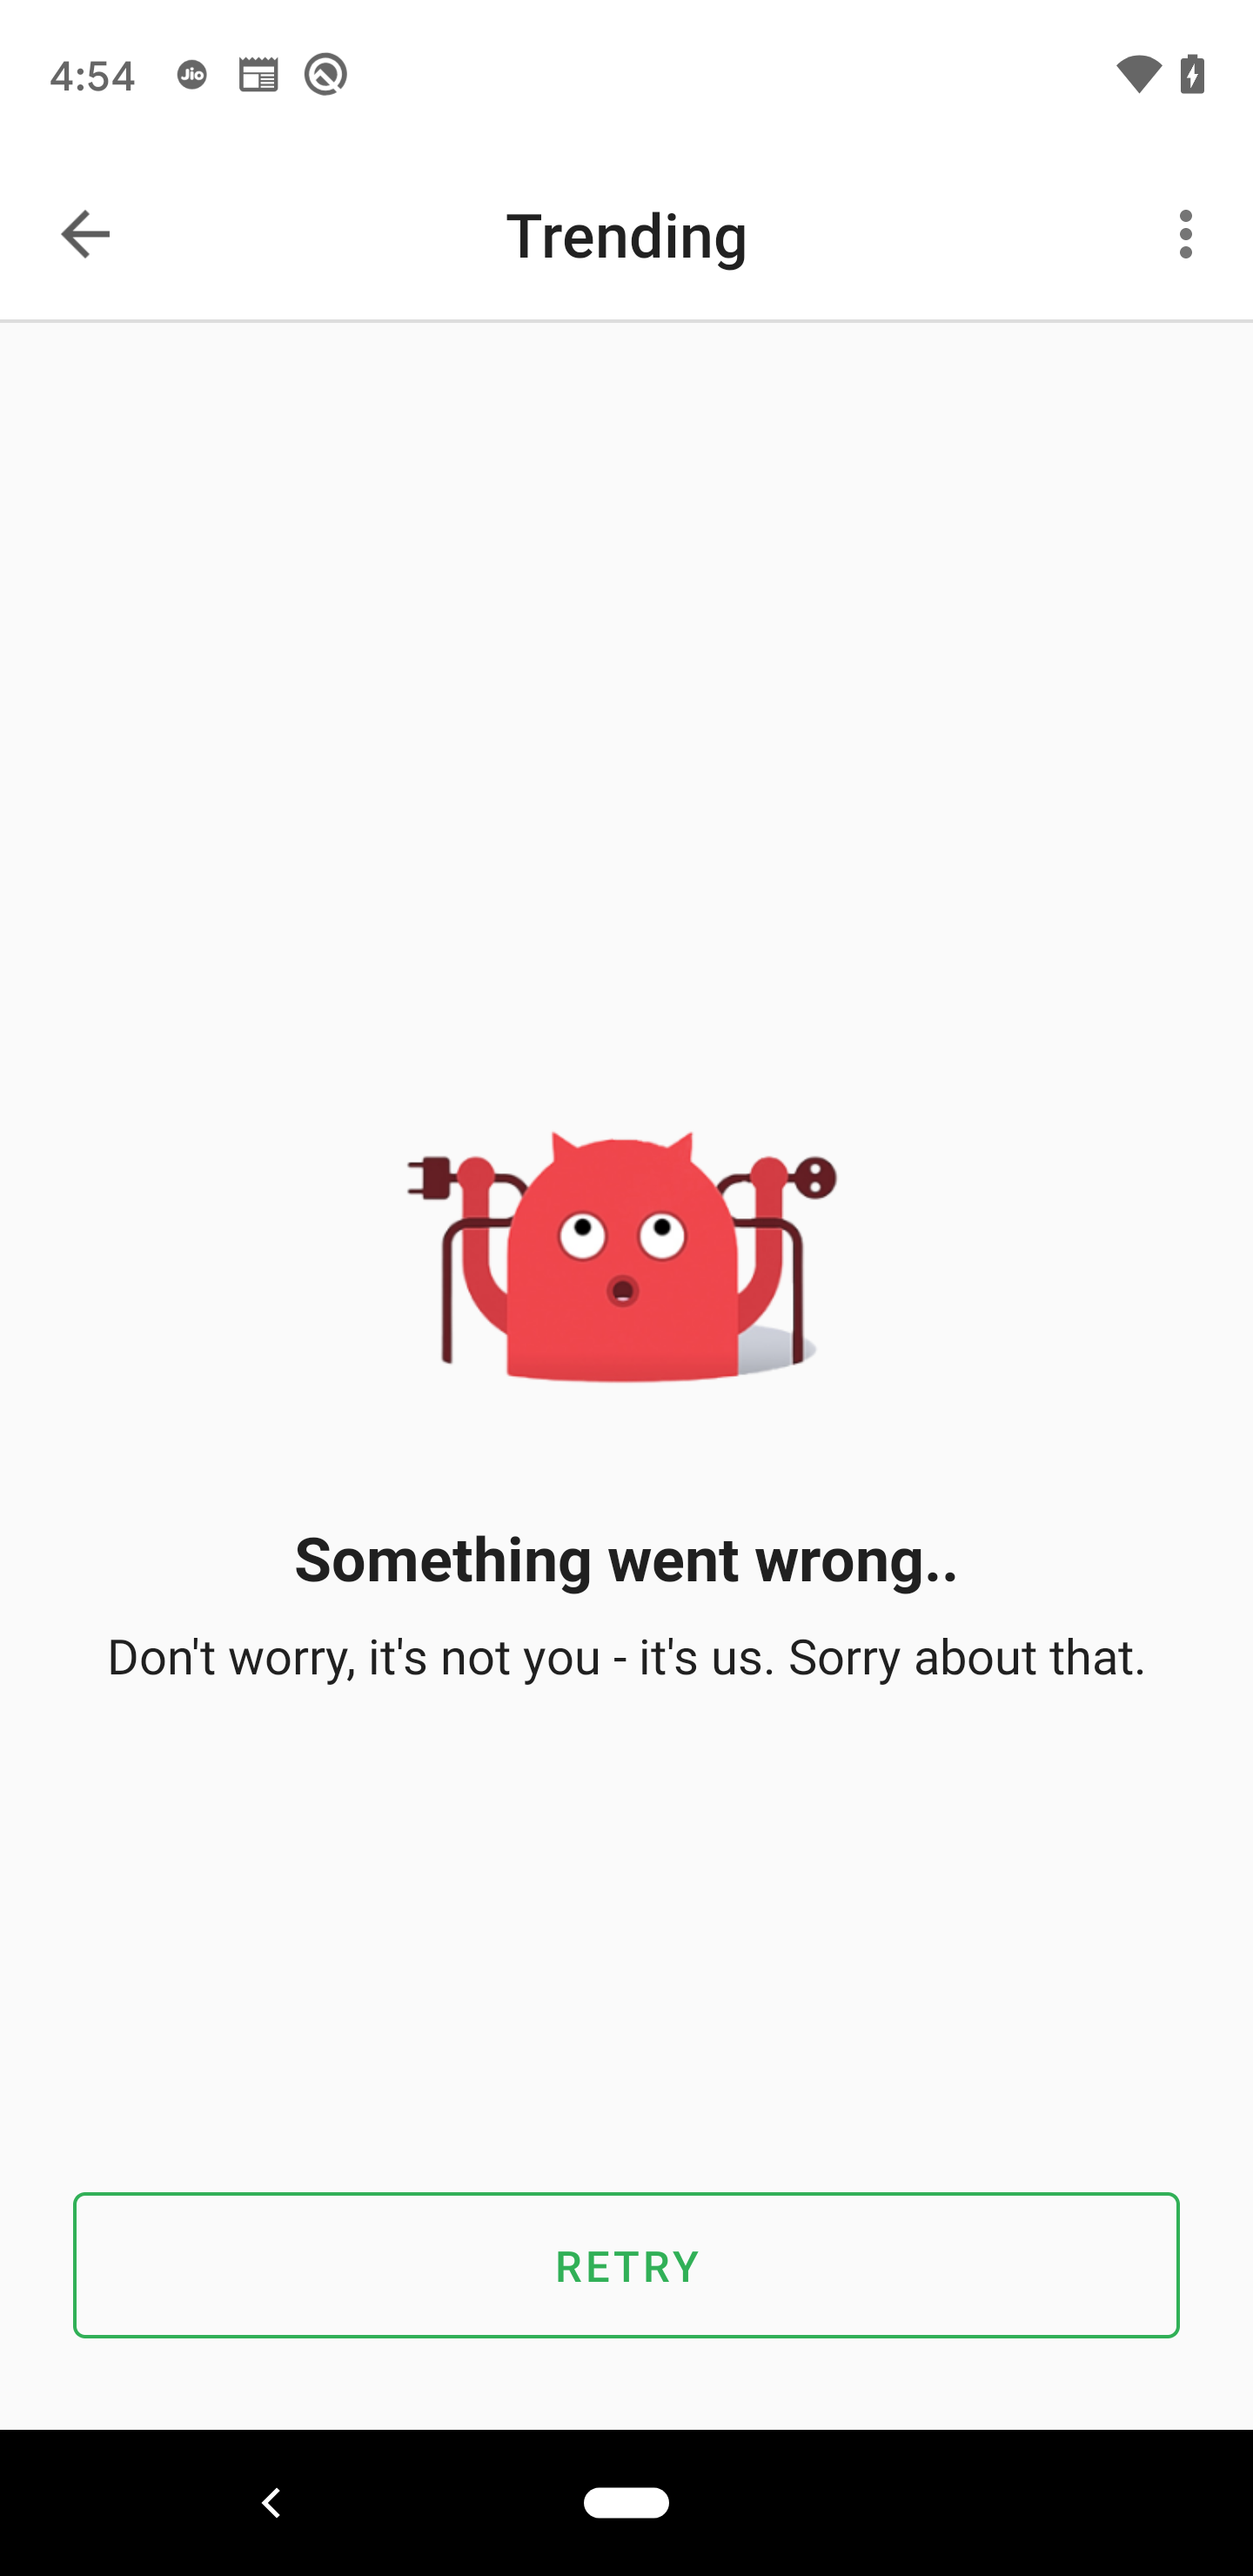 4:54 Jio
Trending
Something went wrong..
Don't worry, it's not you - it's us. Sorry about that.
RETRY